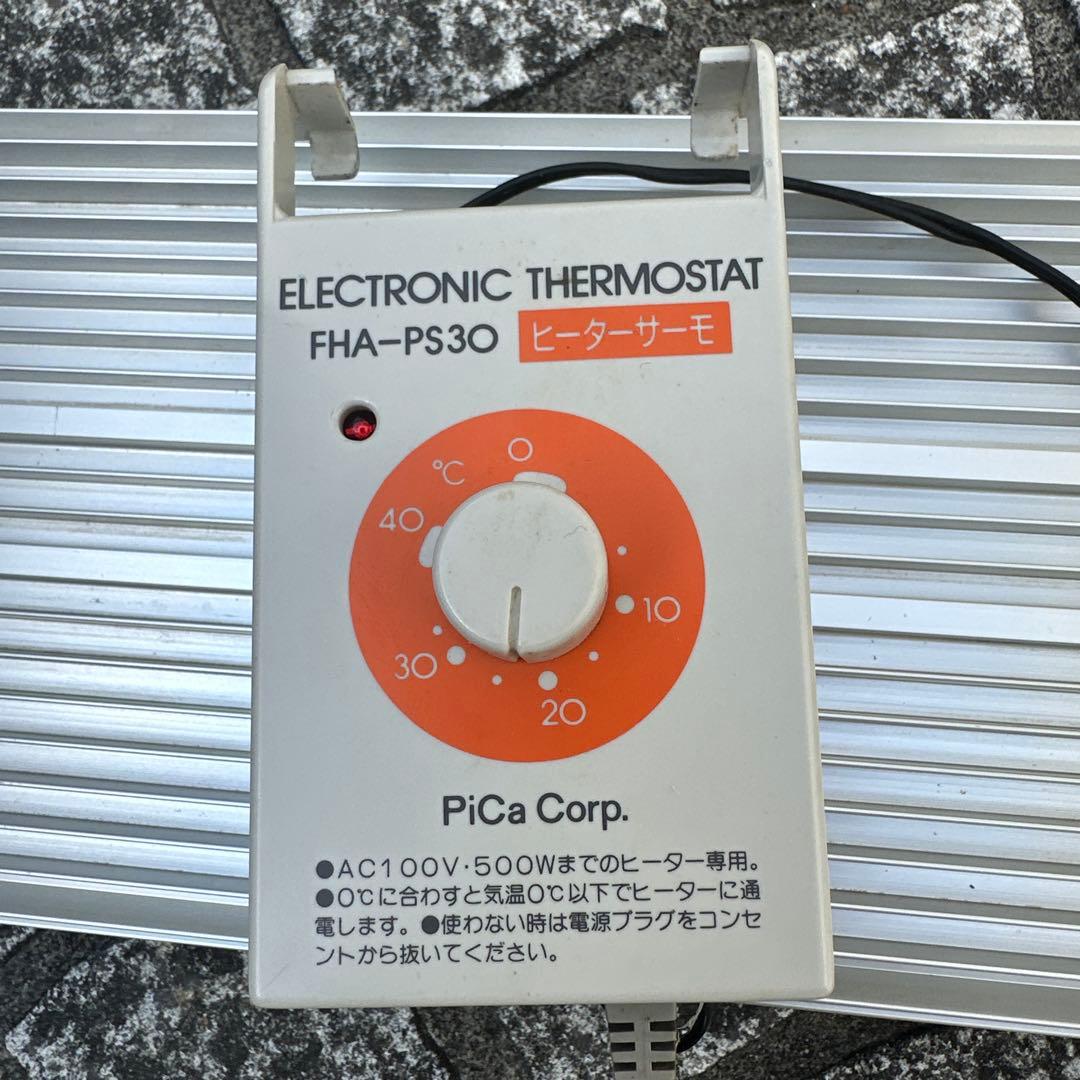 ELECTRONIC THERMOSTAT
FHA-PS30 ヒーターサーモ
0
℃
40
10
30
20
PiCa Corp.
●AC100V・500Wまでのヒーター専用。
●0℃に合わすと気温0℃以下でヒーターに通
電します。●使わない時は電源プラグをコンセ
ントから抜いてください。